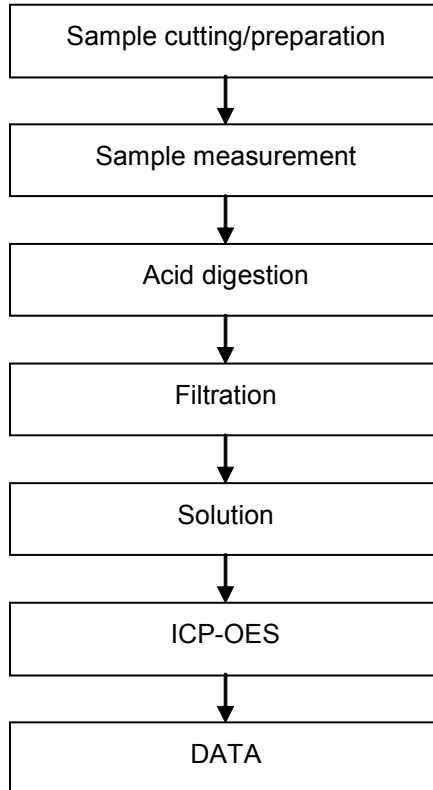 Sample cutting/preparation
Sample measurement
Acid digestion
Filtration
Solution
ICP-OES
DATA